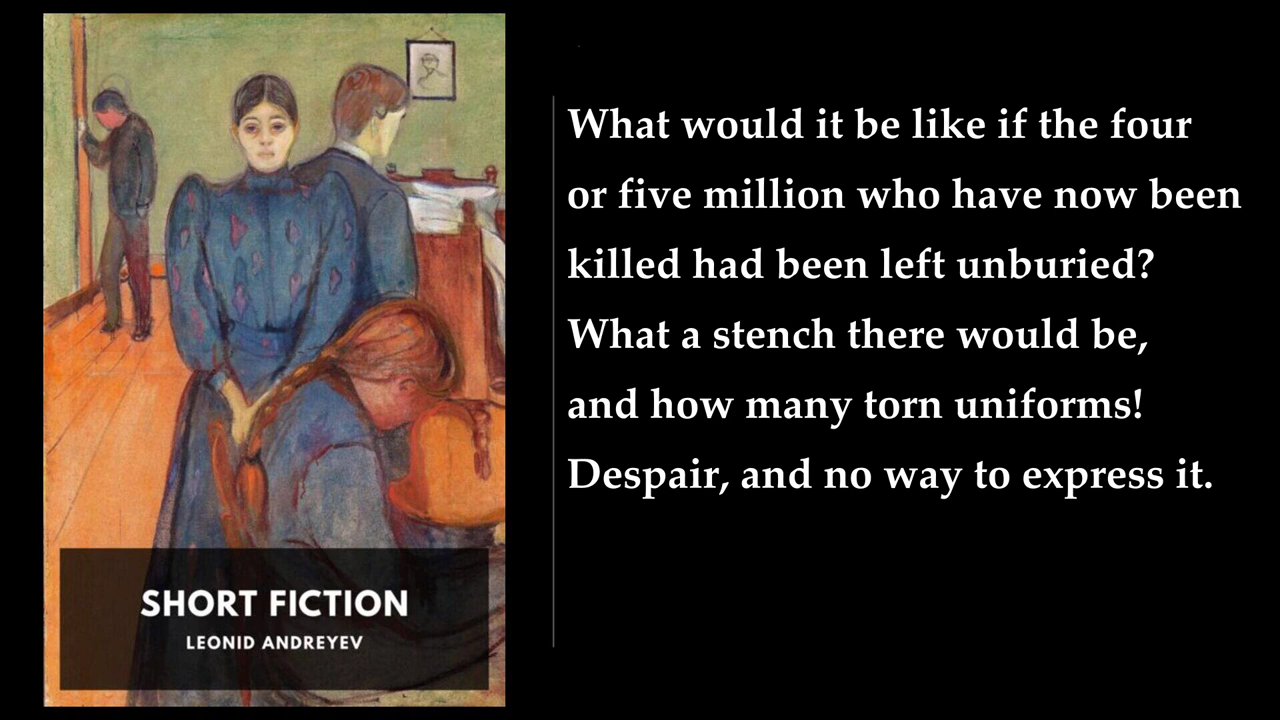 SHORT FICTION
LEONID ANDREYEV
What would it be like if the four
or five million who have now been
killed had been left unburied?
What a stench there would be,
and how many torn uniforms!
Despair, and no way to express it.